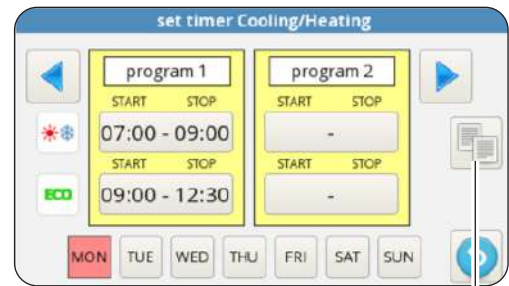 set timer Cooling/Heating
program 1 program 2
START STOP START STOP
07:00 - 09:00 -
START STOP START STOP
ECO 09:00 - 12:30 -
MON TUE WED THU FRI SAT SUN